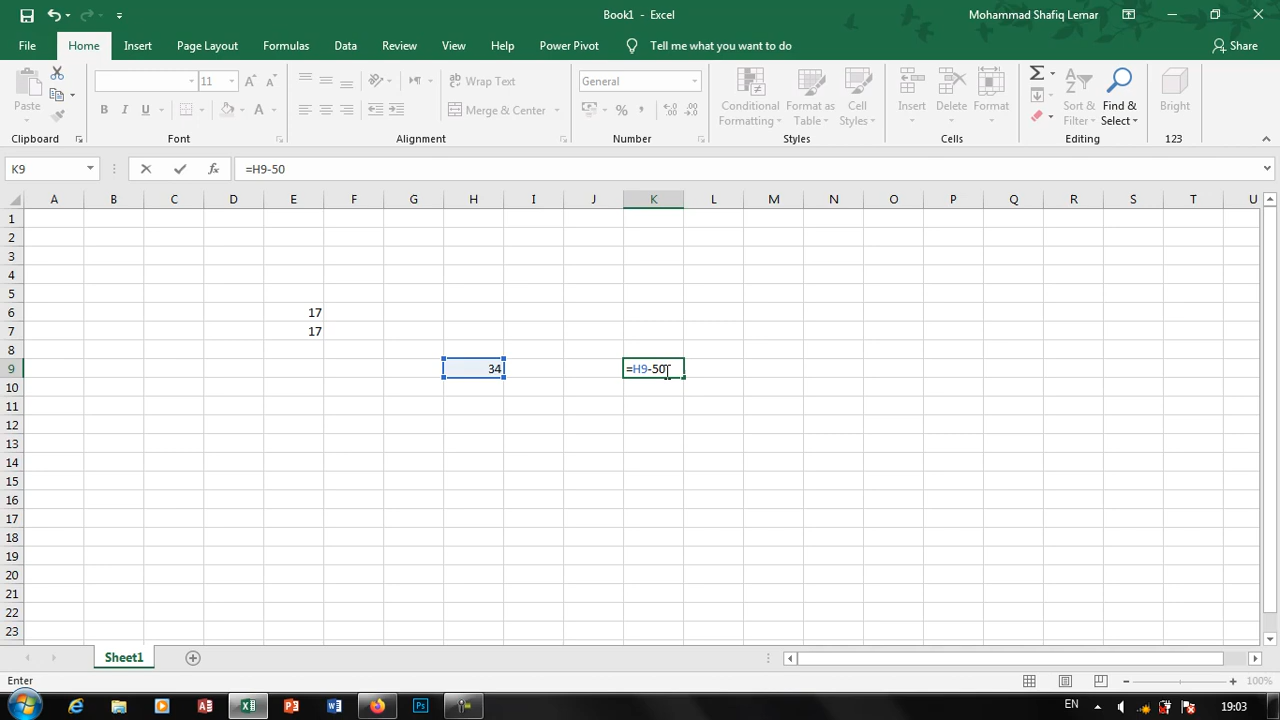 Book1 - Excel
Mohammad Shafiq Lemar
File Home Insert Page Layout Formulas Data Review View Help Power Pivot Tell me what you want to do Share
Paste
Clipboard
11
Font
Wrap Text
Merge & Center
Alignment
General
Number
Conditional Formatting
Format as Table
Cell Styles
Styles
Insert
Delete
Format
Cells
Sort & Filter
Find & Select
Editing
Bright
123
K9 =H9-50
A B C D E F G H I J K L M N O P Q R S T U
1
2
3
4
5
6 17
7 17
8
9 34 =H9-50
10
11
12
13
14
15
16
17
18
19
20
21
22
23
Sheet1
Enter 100%
EN 19:03